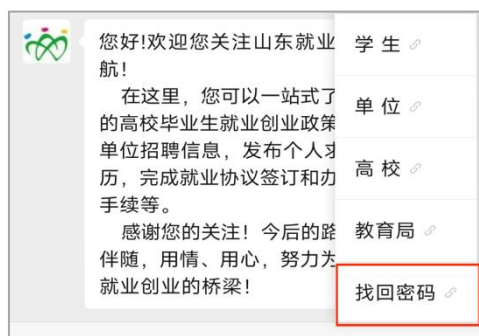 您好!欢迎您关注山东就业
航!
在这里，您可以一站式了
的高校毕业生就业创业政策
单位招聘信息，发布个人求
历，完成就业协议签订和办
手续等。
感谢您的关注！今后的路
伴随，用情、用心，努力为
就业创业的桥梁！
学生
单位
高校
教育局
找回密码